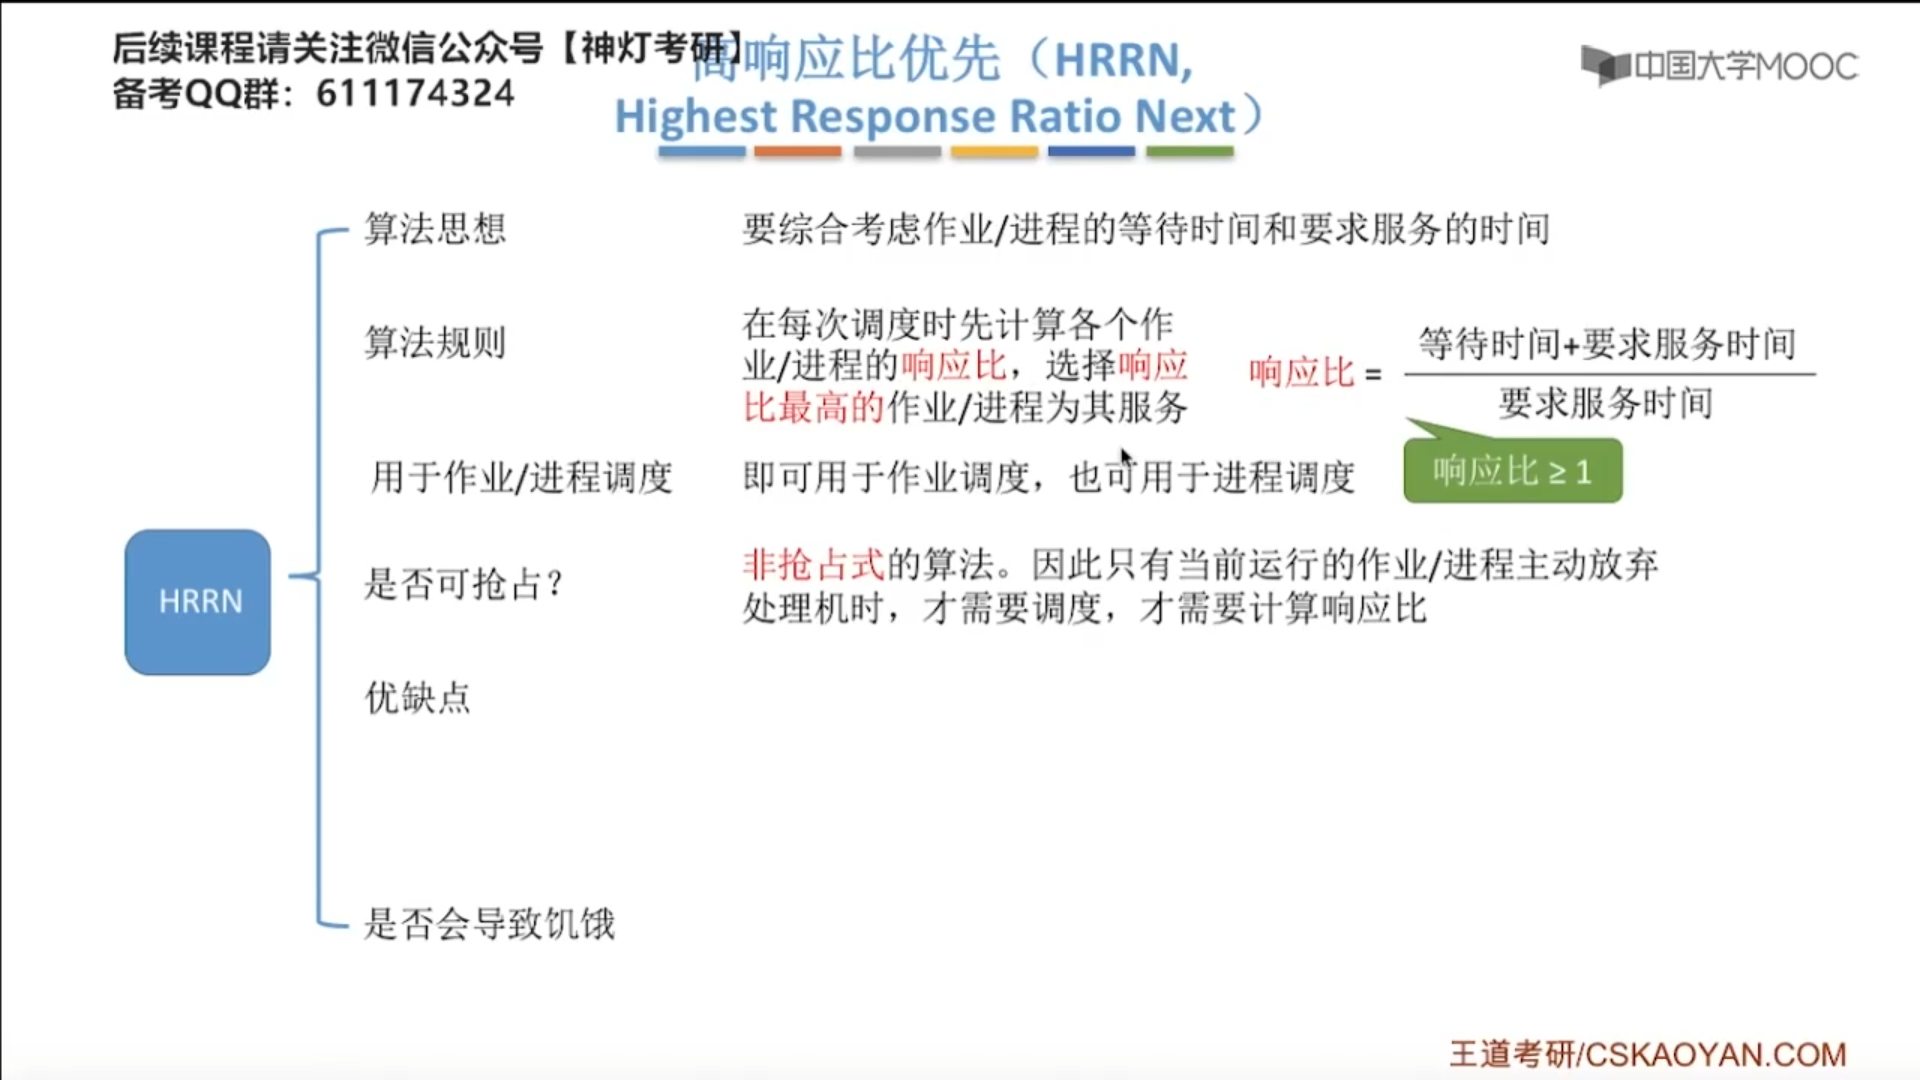 后续课程请关注微信公众号【神灯考研】
备考QQ群：611174324
高响应比优先（HRRN,
Highest Response Ratio Next）
中国大学MOOC
算法思想
要综合考虑作业/进程的等待时间和要求服务的时间
算法规则
在每次调度时先计算各个作
业/进程的响应比，选择响应
比最高的作业/进程为其服务
响应比 =
等待时间+要求服务时间
要求服务时间
响应比 ≥ 1
用于作业/进程调度
即可用于作业调度，也可用于进程调度
HRRN
是否可抢占？
非抢占式的算法。因此只有当前运行的作业/进程主动放弃
处理机时，才需要调度，才需要计算响应比
优缺点
是否会导致饥饿
王道考研/CSKAOYAN.COM